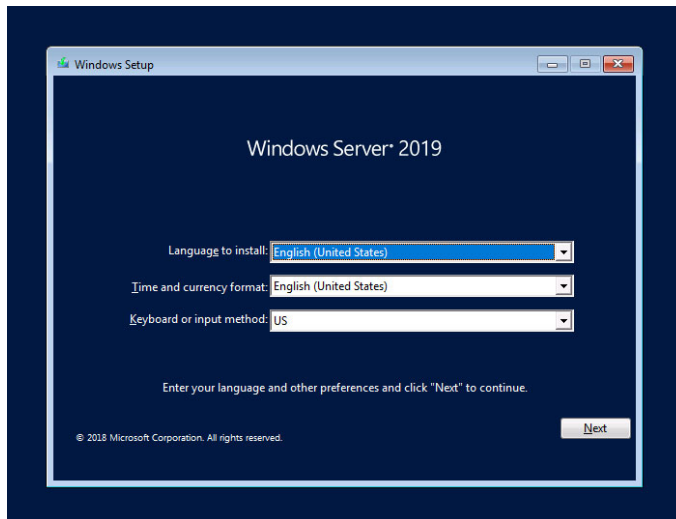 Windows Setup
Windows Server® 2019
Language to install: English (United States)
Time and currency format: English (United States)
Keyboard or input method: US
Enter your language and other preferences and click "Next" to continue.
© 2018 Microsoft Corporation. All rights reserved.
Next